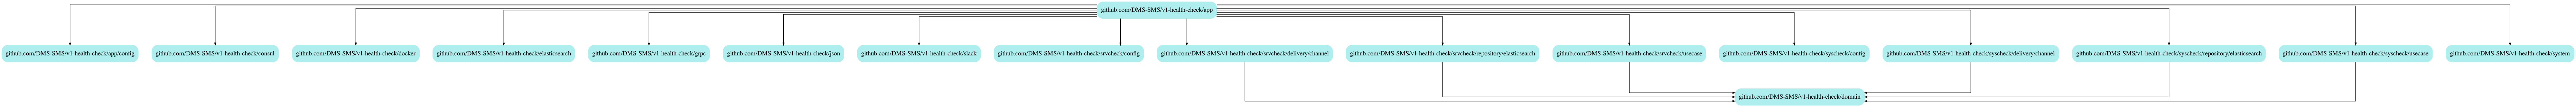 github.com/DMS-SMS/v1-health-check/app
github.com/DMS-SMS/v1-health-check/app/config
github.com/DMS-SMS/v1-health-check/consul
github.com/DMS-SMS/v1-health-check/docker
github.com/DMS-SMS/v1-health-check/elasticsearch
github.com/DMS-SMS/v1-health-check/grpc
github.com/DMS-SMS/v1-health-check/json
github.com/DMS-SMS/v1-health-check/slack
github.com/DMS-SMS/v1-health-check/srvcheck/config
github.com/DMS-SMS/v1-health-check/srvcheck/delivery/channel
github.com/DMS-SMS/v1-health-check/srvcheck/repository/elasticsearch
github.com/DMS-SMS/v1-health-check/srvcheck/usecase
github.com/DMS-SMS/v1-health-check/syscheck/config
github.com/DMS-SMS/v1-health-check/syscheck/delivery/channel
github.com/DMS-SMS/v1-health-check/syscheck/repository/elasticsearch
github.com/DMS-SMS/v1-health-check/syscheck/usecase
github.com/DMS-SMS/v1-health-check/system
github.com/DMS-SMS/v1-health-check/domain